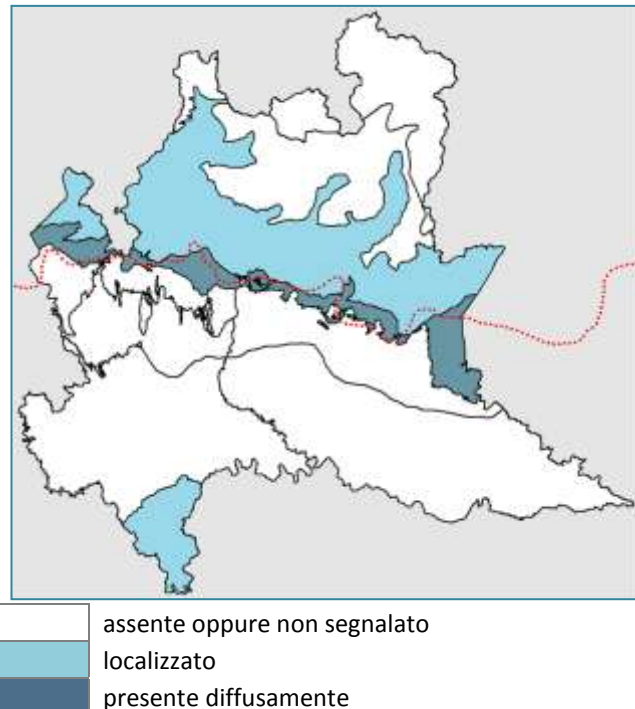 assente oppure non segnalato
localizzato
presente diffusamente